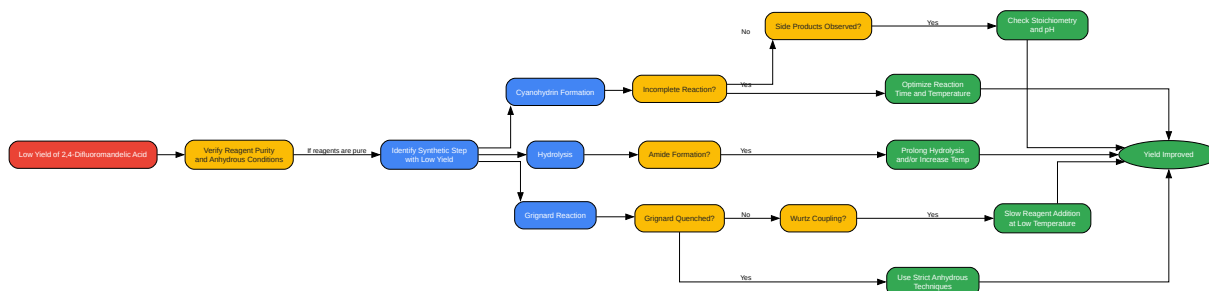 Side Products Observed?
Yes
Check Stoichiometry
and pH
No
Cyanohydrin Formation
Incomplete Reaction?
Yes
Optimize Reaction
Time and Temperature
Low Yield of 2,4-Difluoromandelic Acid
Verify Reagent Purity
and Anhydrous Conditions
If reagents are pure
Identify Synthetic Step
with Low Yield
Hydrolysis
Amide Formation?
Yes
Prolong Hydrolysis
and/or Increase Temp
Yield Improved
Grignard Reaction
Grignard Quenched?
No
Wurtz Coupling?
Yes
Slow Reagent Addition
at Low Temperature
Yes
Use Strict Anhydrous
Techniques